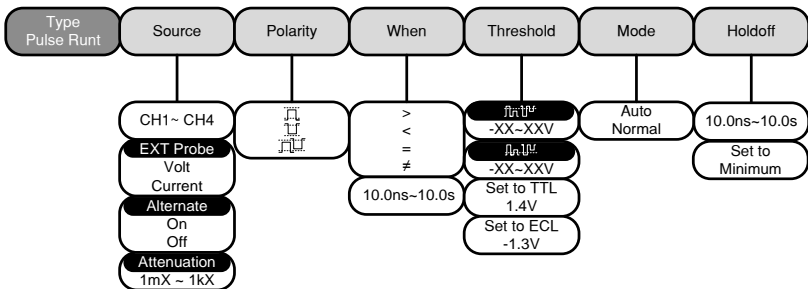 Type
Pulse Runt
Source
Polarity
When
Threshold
Mode
Holdoff
CH1~ CH4
EXT Probe
Volt
Current
Alternate
On
Off
Attenuation
1mX ~ 1kX
>
<
=
≠
10.0ns~10.0s
-XX~XXV
-XX~XXV
Set to TTL
1.4V
Set to ECL
-1.3V
Auto
Normal
10.0ns~10.0s
Set to
Minimum